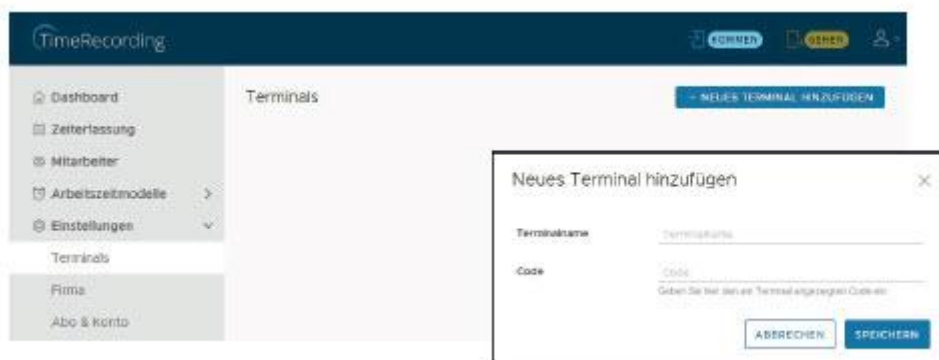 TimeRecording
KOMMEN
GEHEN
Dashboard
Zeiterfassung
Mitarbeiter
Arbeitszeitmodelle
Einstellungen
Terminals
Firma
Abo & Konto
Terminals
+ NEUES TERMINAL HINZUFÜGEN
Neues Terminal hinzufügen
Terminalname
Terminalname
Code
Code
Geben Sie hier den am Terminal angezeigten Code ein
ABBRECHEN
SPEICHERN